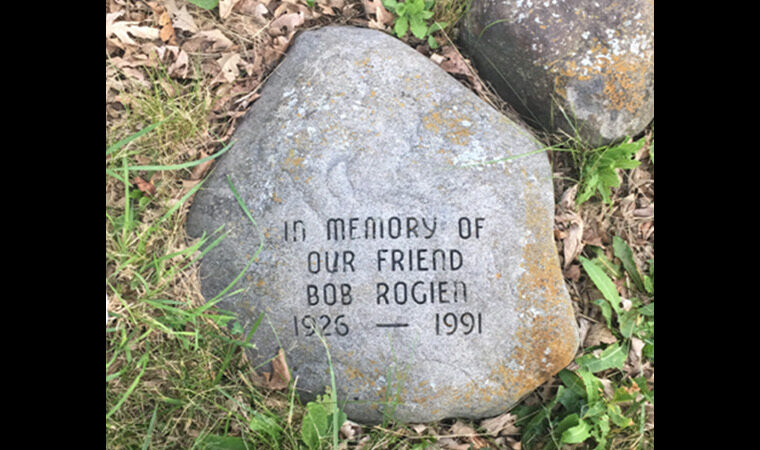 IN MEMORY OF
OUR FRIEND
BOB ROGIEN
1926 — 1991